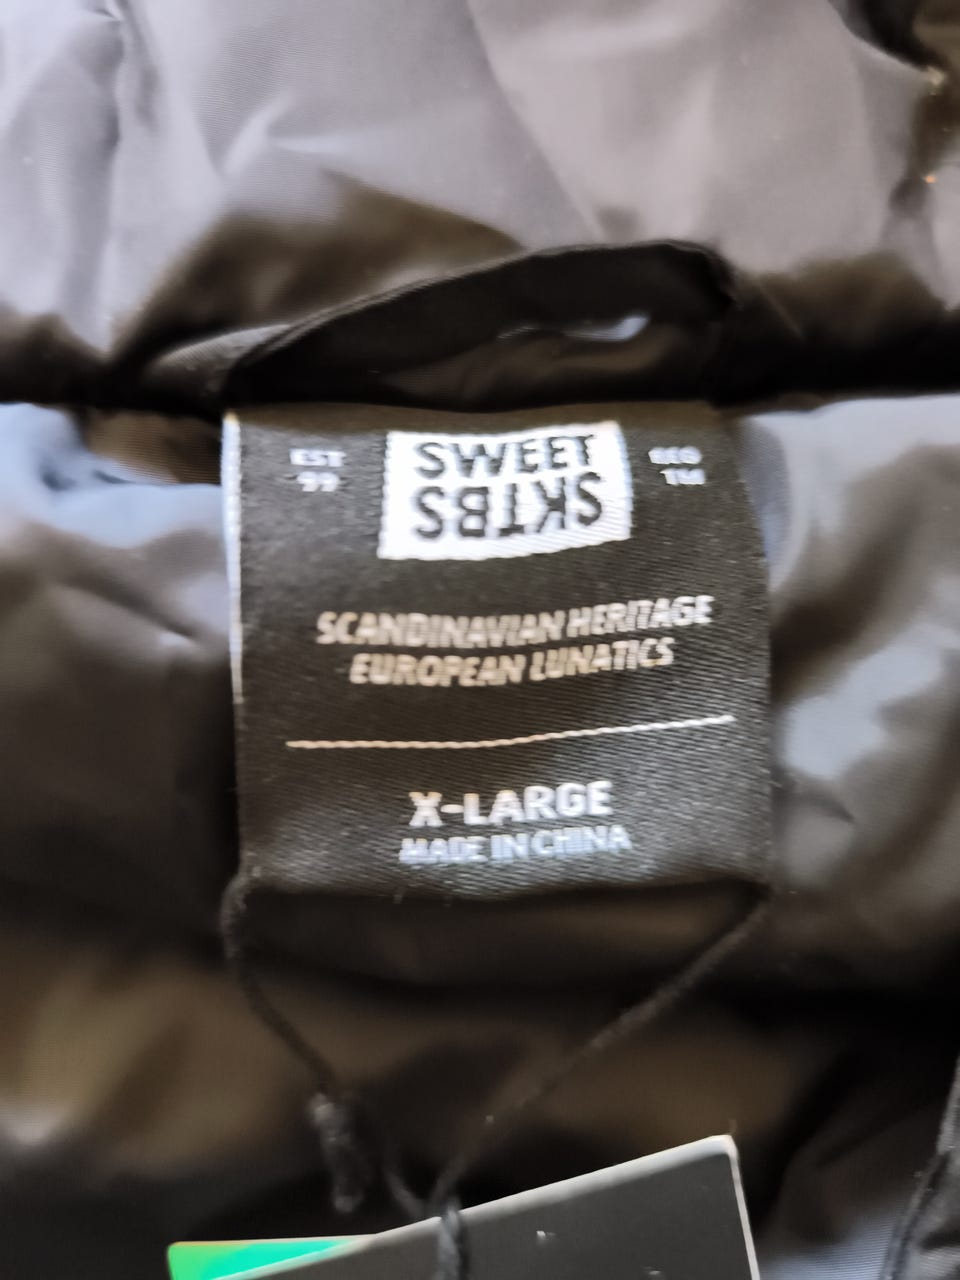 EST
99
SWEET
SKTBS
REG
TM
SCANDINAVIAN HERITAGE
EUROPEAN LUNATICS
X-LARGE
MADE IN CHINA